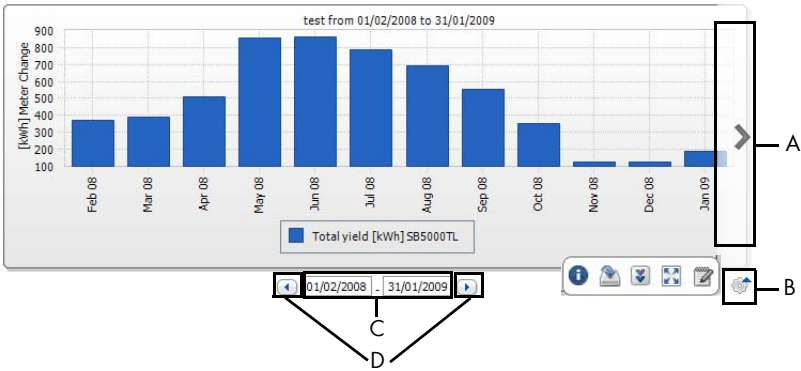 test from 01/02/2008 to 31/01/2009
[kWh] Meter Change
900
800
700
600
500
400
300
200
100
Feb 08
Mar 08
Apr 08
May 08
Jun 08
Jul 08
Aug 08
Sep 08
Oct 08
Nov 08
Dec 08
Jan 09
Total yield [kWh] SB5000TL
A
01/02/2008 - 31/01/2009
B
C
D